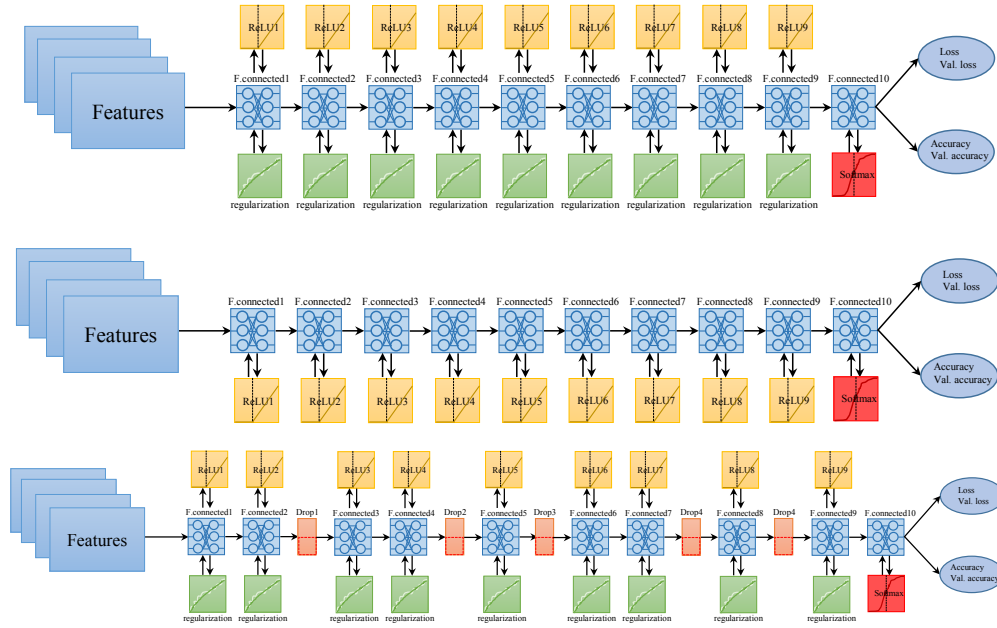 ReLU1 ReLU2 ReLU3 ReLU4 ReLU5 ReLU6 ReLU7 ReLU8 ReLU9
Loss
Val. loss
F.connected1 F.connected2 F.connected3 F.connected4 F.connected5 F.connected6 F.connected7 F.connected8 F.connected9 F.connected10
Features
Accuracy
Val. accuracy
Softmax
regularization regularization regularization regularization regularization regularization regularization regularization regularization
Loss
Val. loss
F.connected1 F.connected2 F.connected3 F.connected4 F.connected5 F.connected6 F.connected7 F.connected8 F.connected9 F.connected10
Features
Accuracy
Val. accuracy
ReLU1 ReLU2 ReLU3 ReLU4 ReLU5 ReLU6 ReLU7 ReLU8 ReLU9 Softmax
ReLU1 ReLU2 ReLU3 ReLU4 ReLU5 ReLU6 ReLU7 ReLU8 ReLU9
Loss
Val. loss
F.connected1 F.connected2 Drop1 F.connected3 F.connected4 Drop2 F.connected5 Drop3 F.connected6 F.connected7 Drop4 F.connected8 Drop4 F.connected9 F.connected10
Features
Accuracy
Val. accuracy
Softmax
regularization regularization regularization regularization regularization regularization regularization regularization regularization